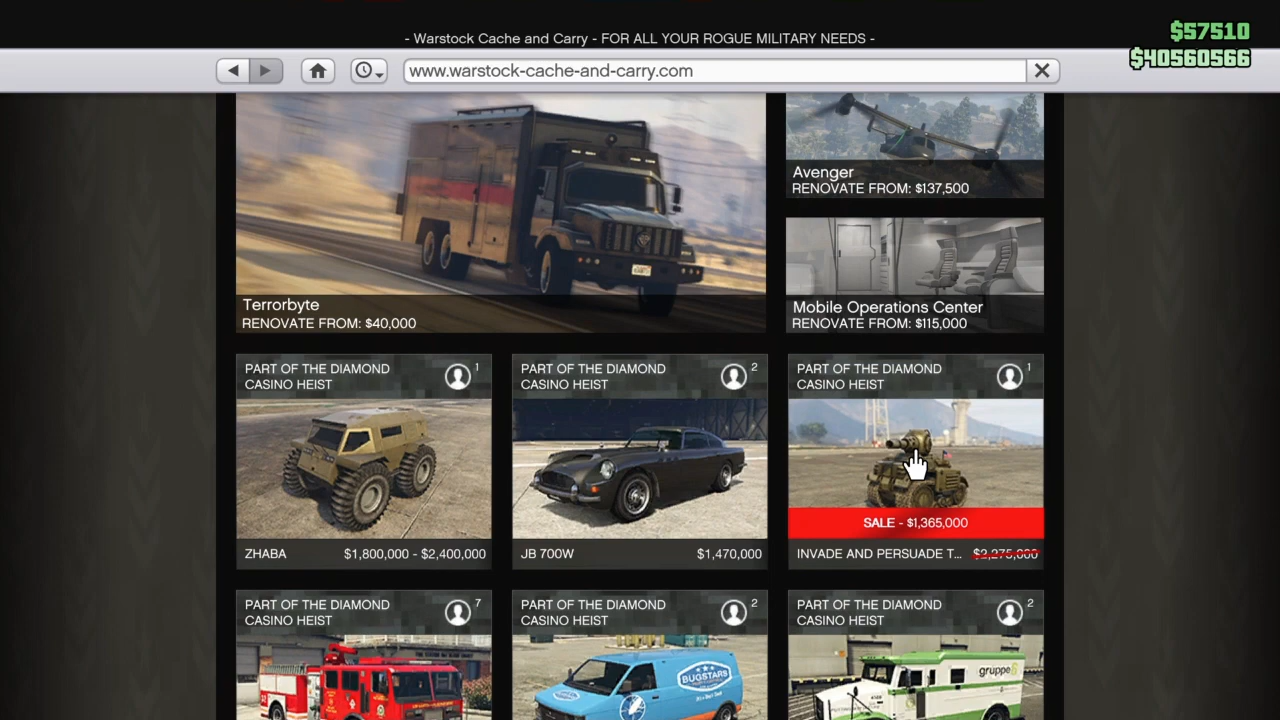 - Warstock Cache and Carry - FOR ALL YOUR ROGUE MILITARY NEEDS -
$57510
$40560566
www.warstock-cache-and-carry.com
Terrorbyte
RENOVATE FROM: $40,000
Avenger
RENOVATE FROM: $137,500
Mobile Operations Center
RENOVATE FROM: $115,000
PART OF THE DIAMOND
CASINO HEIST
1
ZHABA $1,800,000 - $2,400,000
PART OF THE DIAMOND
CASINO HEIST
2
JB 700W $1,470,000
PART OF THE DIAMOND
CASINO HEIST
1
SALE - $1,365,000
INVADE AND PERSUADE T... $2,275,000
PART OF THE DIAMOND
CASINO HEIST
7
PART OF THE DIAMOND
CASINO HEIST
2
BUGSTARS
PART OF THE DIAMOND
CASINO HEIST
2
gruppe6